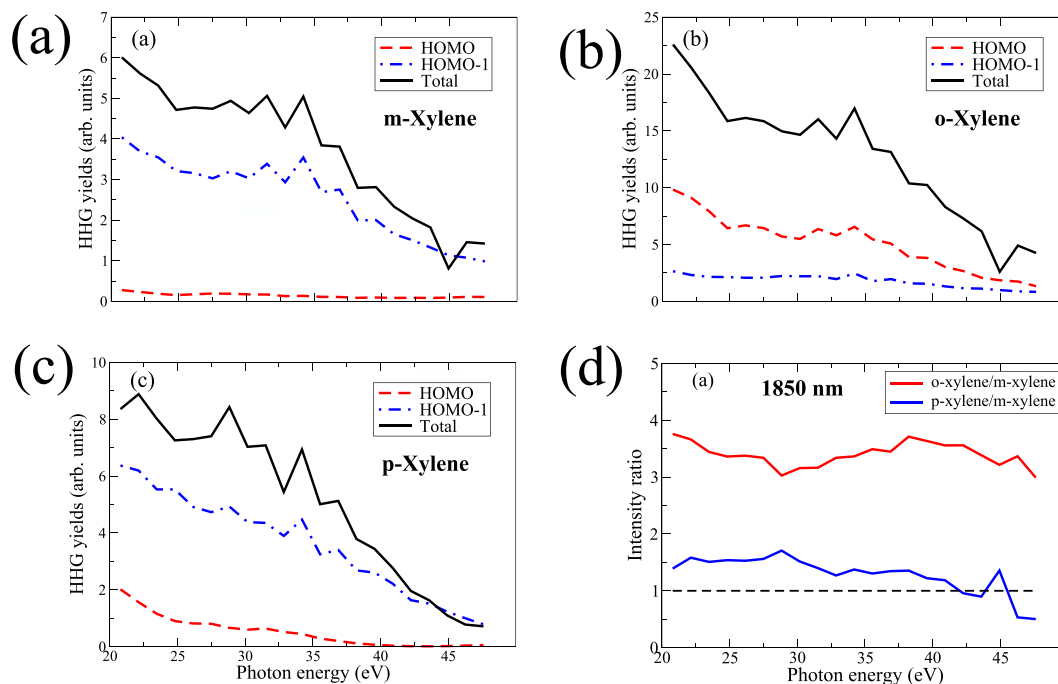 (a)
(a)
HOMO
HOMO-1
Total
m-Xylene
HHG yields (arb. units)
7
6
5
4
3
2
1
0
(b)
(b)
HOMO
HOMO-1
Total
o-Xylene
HHG yields (arb. units)
25
20
15
10
5
0
(c)
(c)
HOMO
HOMO-1
Total
p-Xylene
HHG yields (arb. units)
10
8
6
4
2
0
20 25 30 35 40 45
Photon energy (eV)
(d)
(a)
1850 nm
o-xylene/m-xylene
p-xylene/m-xylene
Intensity ratio
5
4
3
2
1
0
20 25 30 35 40 45
Photon energy (eV)